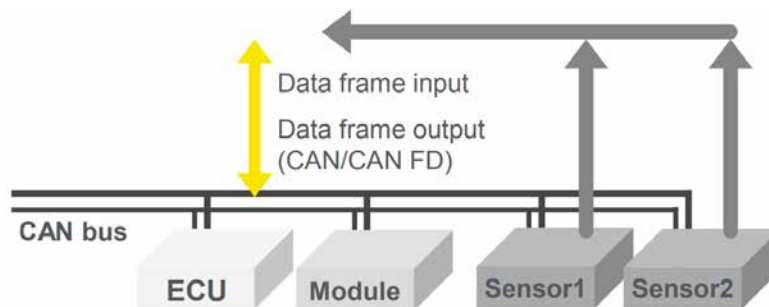 Data frame input
Data frame output
(CAN/CAN FD)
CAN bus
ECU
Module
Sensor1
Sensor2